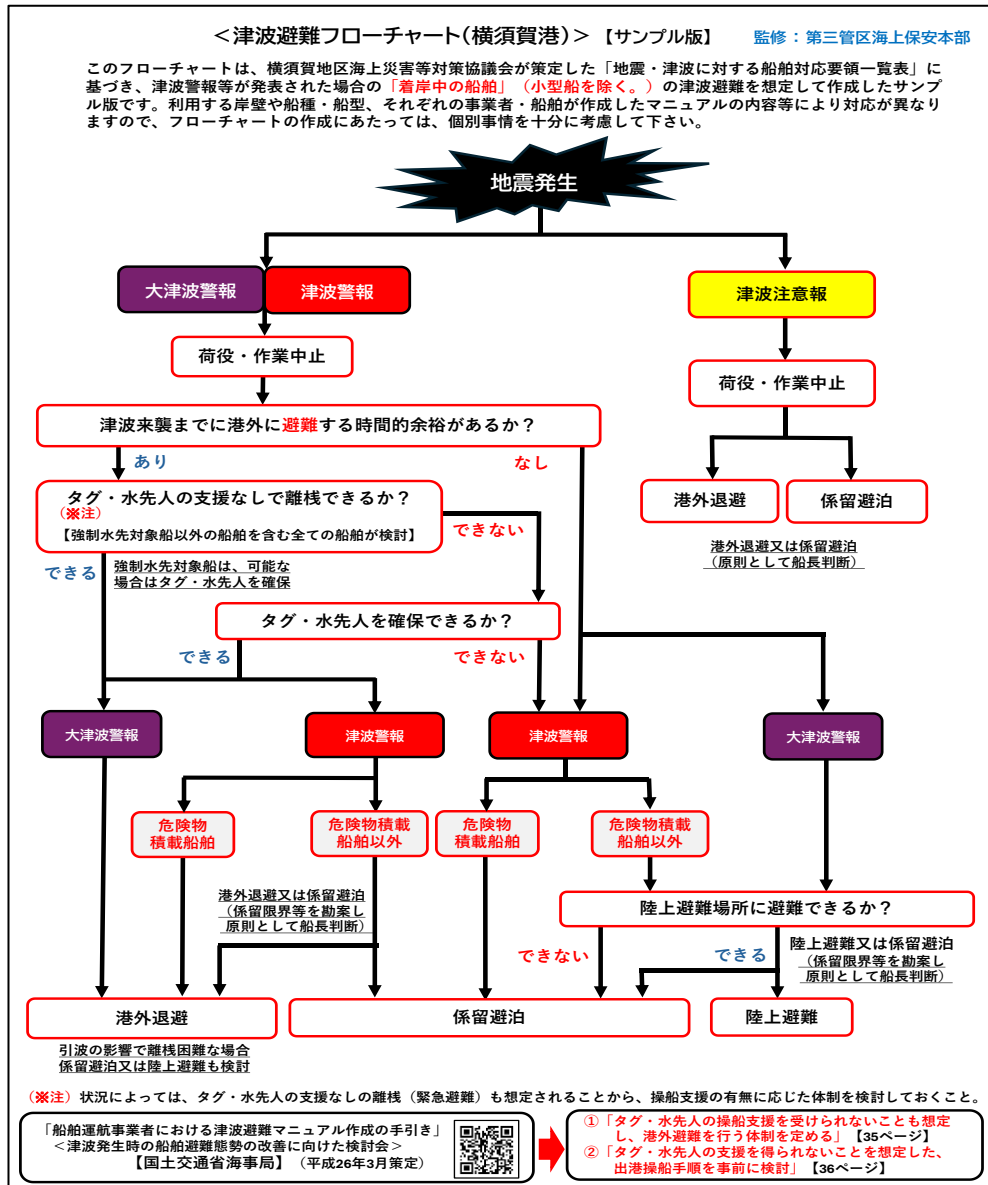 ＜津波避難フローチャート(横須賀港)＞ 【サンプル版】 監修：第三管区海上保安本部
このフローチャートは、横須賀地区海上災害等対策協議会が策定した「地震・津波に対する船舶対応要領一覧表」に
基づき、津波警報等が発表された場合の「着岸中の船舶」（小型船を除く。）の津波避難を想定して作成したサンプ
ル版です。利用する岸壁や船種・船型、それぞれの事業者・船舶が作成したマニュアルの内容等により対応が異なり
ますので、フローチャートの作成にあたっては、個別事情を十分に考慮して下さい。
地震発生
大津波警報 津波警報
津波注意報
荷役・作業中止
荷役・作業中止
津波来襲までに港外に避難する時間的余裕があるか？
あり
なし
港外退避
係留避泊
港外退避又は係留避泊
（原則として船長判断）
タグ・水先人の支援なしで離桟できるか？
（※注）
【強制水先対象船以外の船舶を含む全ての船舶が検討】
できない
できる
強制水先対象船は、可能な
場合はタグ・水先人を確保
タグ・水先人を確保できるか？
できる
できない
大津波警報
津波警報
津波警報
大津波警報
危険物
積載船舶
危険物積載
船舶以外
危険物
積載船舶
危険物積載
船舶以外
港外退避又は係留避泊
（係留限界等を勘案し
原則として船長判断）
陸上避難場所に避難できるか？
できない
できる
陸上避難又は係留避泊
（係留限界等を勘案し
原則として船長判断）
港外退避
係留避泊
陸上避難
引波の影響で離桟困難な場合
係留避泊又は陸上避難も検討
（※注）状況によっては、タグ・水先人の支援なしの離桟（緊急避難）も想定されることから、操船支援の有無に応じた体制を検討しておくこと。
「船舶運航事業者における津波避難マニュアル作成の手引き」
＜津波発生時の船舶避難態勢の改善に向けた検討会＞
【国土交通省海事局】（平成26年3月策定）
①「タグ・水先人の操船支援を受けられないことも想定
し、港外避難を行う体制を定める」【35ページ】
②「タグ・水先人の支援を得られないことを想定した、
出港操船手順を事前に検討」【36ページ】